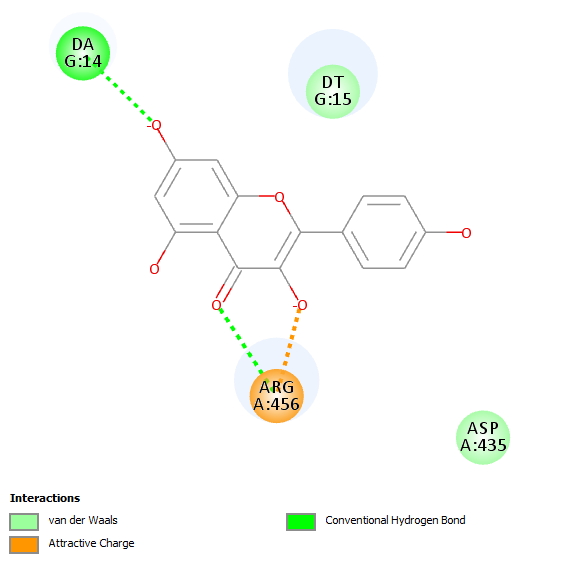 DA
G:14
DT
G:15
-O
O
O
O
O
-O
ARG
A:456
ASP
A:435
Interactions
van der Waals
Conventional Hydrogen Bond
Attractive Charge